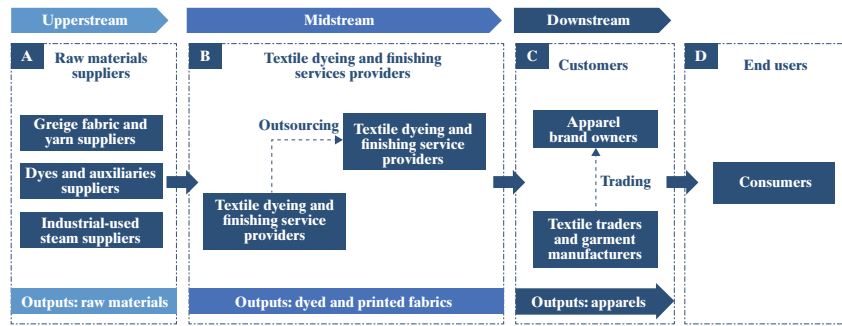 Upperstream
Midstream
Downstream
A
Raw materials
suppliers
Greige fabric and
yarn suppliers
Dyes and auxiliaries
suppliers
Industrial-used
steam suppliers
Outputs: raw materials
B
Textile dyeing and finishing
services providers
Outsourcing
Textile dyeing and
finishing service
providers
Textile dyeing and
finishing service
providers
Outputs: dyed and printed fabrics
C
Customers
Apparel
brand owners
Trading
Textile traders
and garment
manufacturers
Outputs: apparels
D
End users
Consumers